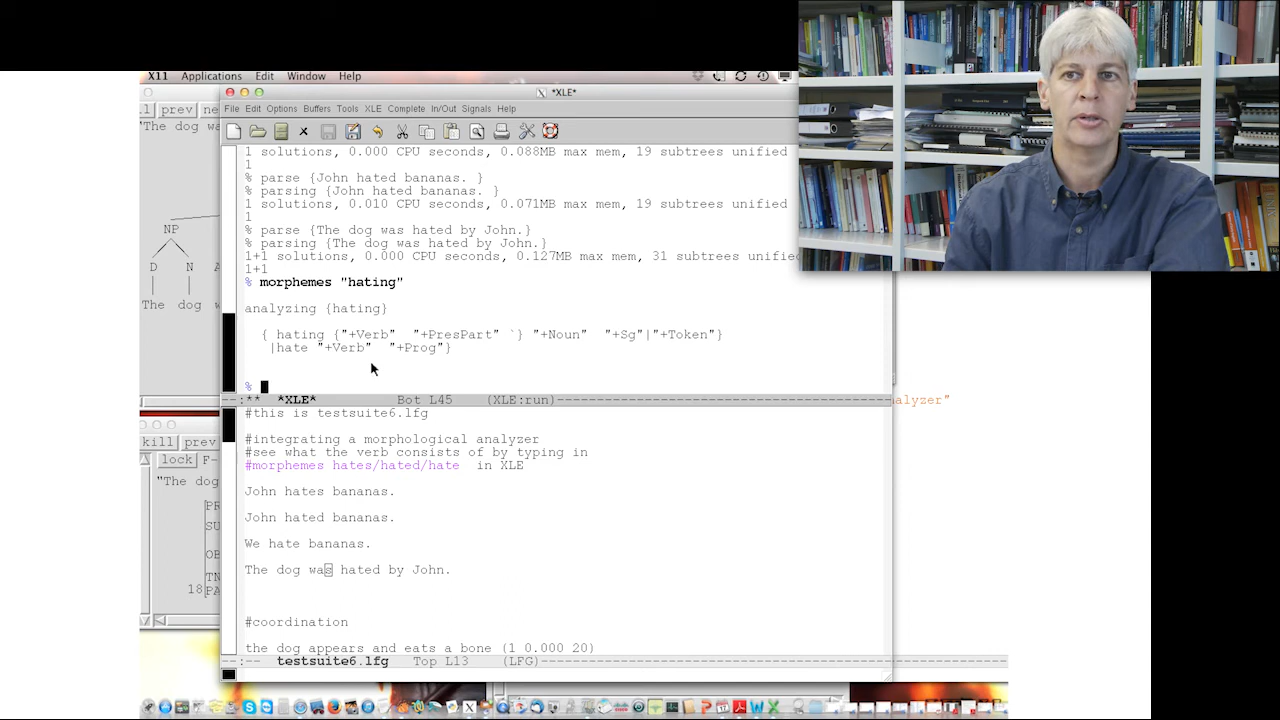 X11 Applications Edit Window Help
*XLE*
prev
File Edit Options Buffers Tools XLE Complete In/Out Signals Help
"The dog wa
1 solutions, 0.000 CPU seconds, 0.088MB max mem, 19 subtrees unified
1
% parse {John hated bananas. }
% parsing {John hated bananas. }
1 solutions, 0.010 CPU seconds, 0.071MB max mem, 19 subtrees unified
1
% parse {The dog was hated by John.}
% parsing {The dog was hated by John.}
1+1 solutions, 0.000 CPU seconds, 0.127MB max mem, 31 subtrees unified
1+1
% morphemes "hating"
analyzing {hating}
{ hating {"+Verb" "+PresPart" `} "+Noun" "+Sg"|"+Token"}
|hate "+Verb" "+Prog"}
%
NP
D N
The dog w
--:** *XLE* Bot L45 (XLE:run)
alyzer"
#this is testsuite6.lfg
#integrating a morphological analyzer
#see what the verb consists of by typing in
#morphemes hates/hated/hate in XLE
John hates bananas.
John hated bananas.
We hate bananas.
The dog was hated by John.
#coordination
the dog appears and eats a bone (1 0.000 20)
--:-- testsuite6.lfg Top L13 (LFG)
kill prev
lock F-
"The dog
PR
SU
OB
TN
18 PA